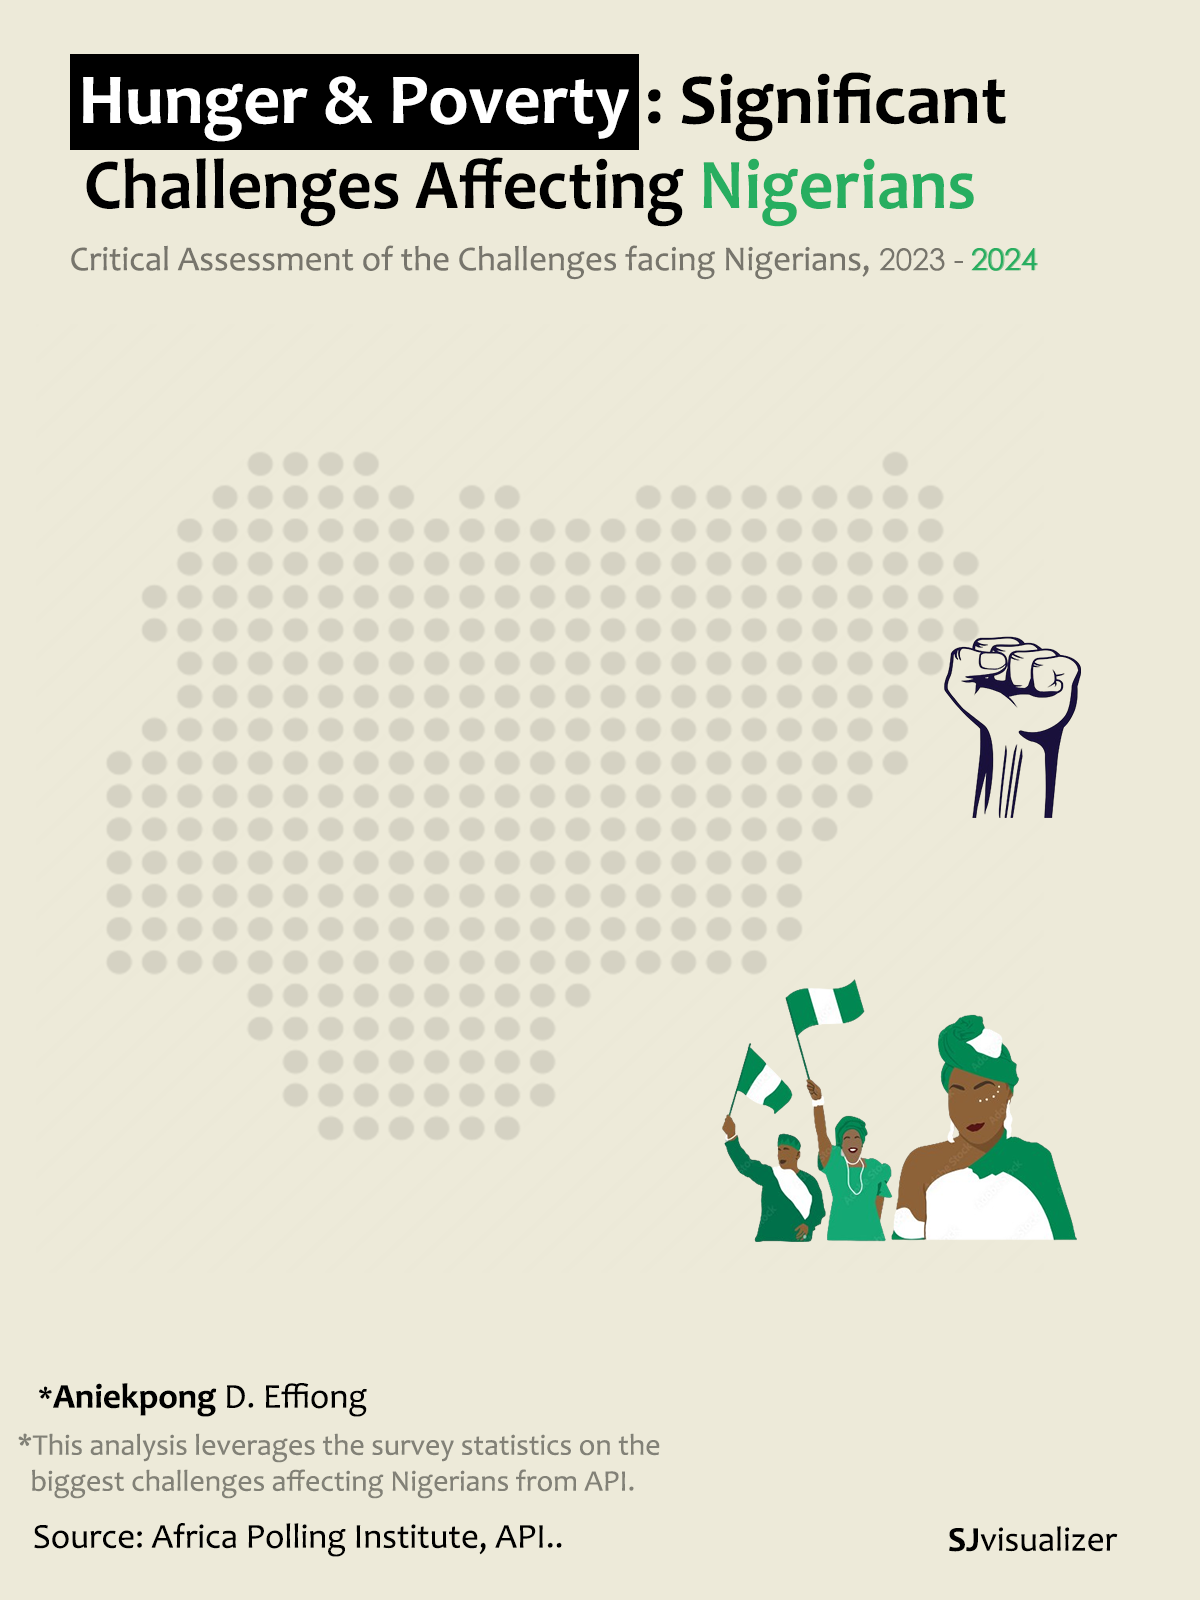 Hunger & Poverty : Significant
Challenges Affecting Nigerians
Critical Assessment of the Challenges facing Nigerians, 2023 - 2024
*Aniekpong D. Effiong
*This analysis leverages the survey statistics on the
biggest challenges affecting Nigerians from API.
Source: Africa Polling Institute, API..
SJvisualizer